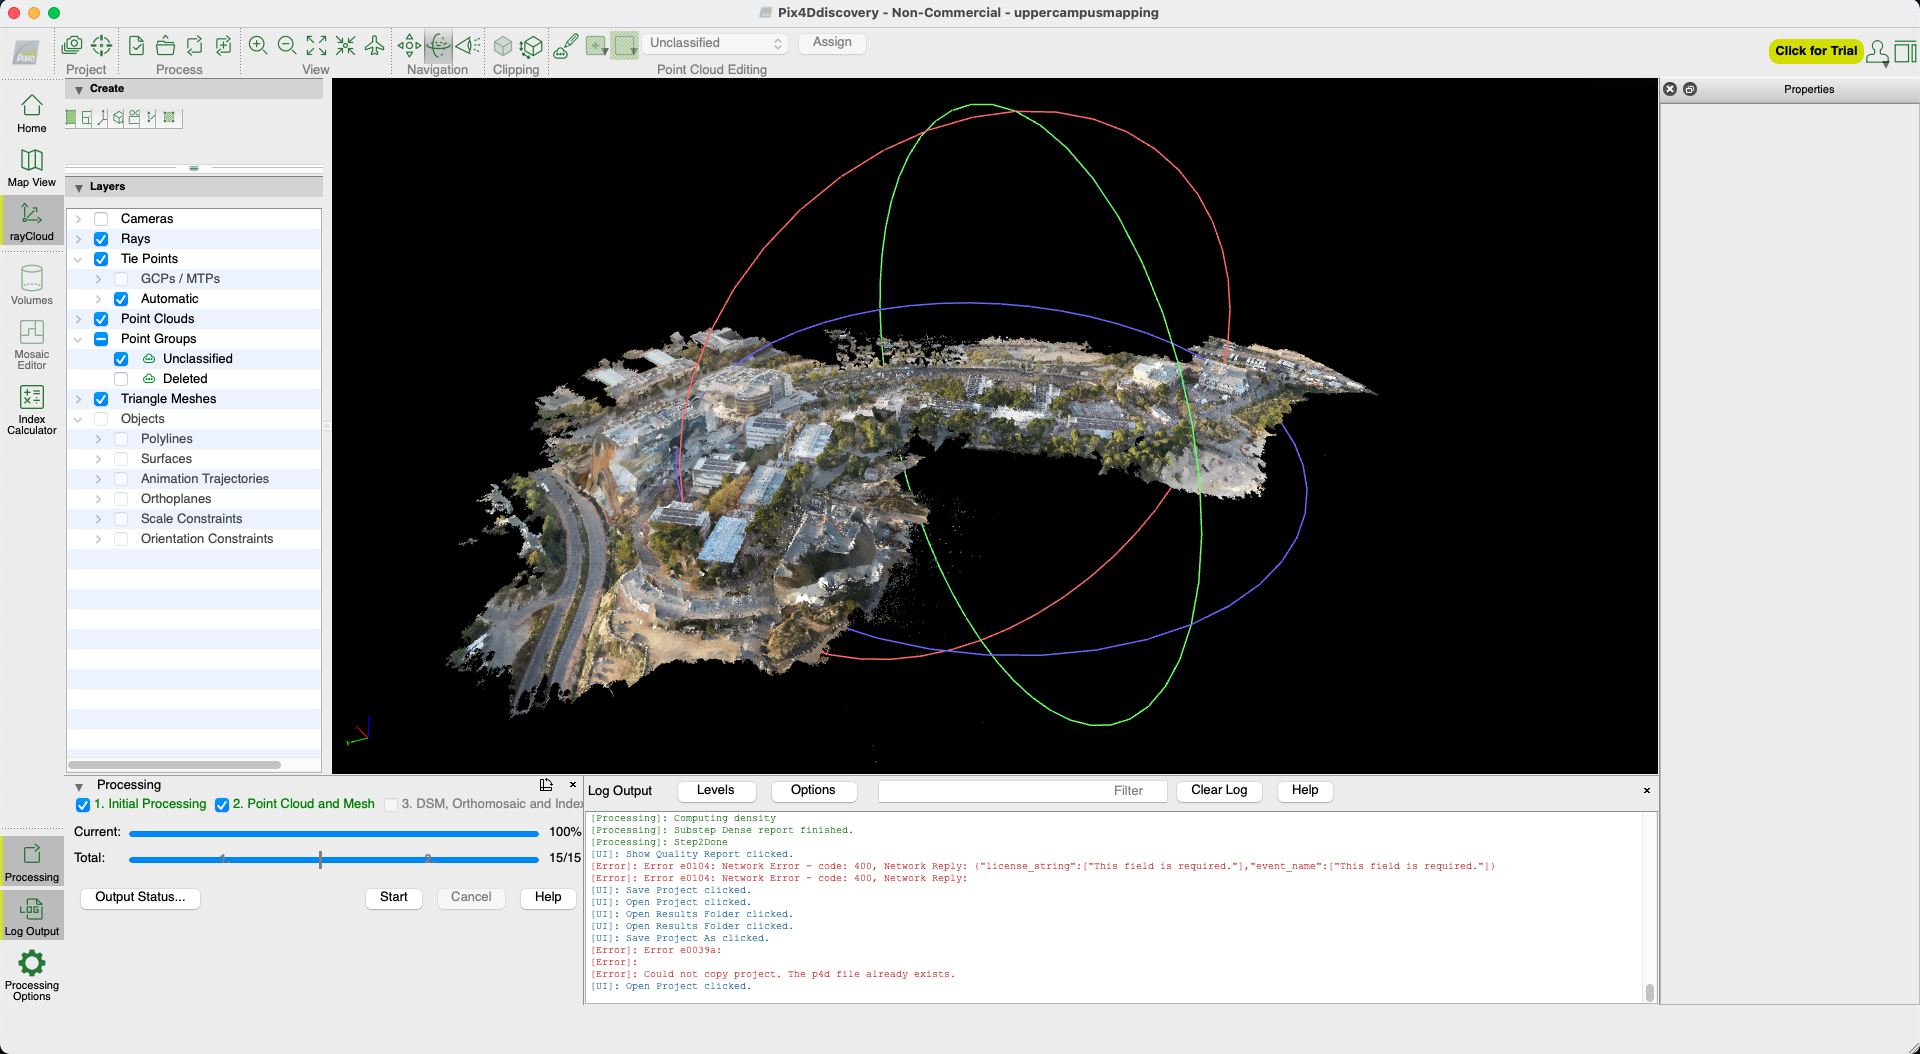 Pix4Ddiscovery - Non-Commercial - uppercampusmapping
Project
Process
View
Navigation
Clipping
Unclassified
Assign
Point Cloud Editing
Click for Trial
Home
Map View
rayCloud
Volumes
Mosaic
Editor
Index
Calculator
Processing
Log Output
Processing
Options
Create
Layers
Cameras
Rays
Tie Points
GCPs / MTPs
Automatic
Point Clouds
Point Groups
Unclassified
Deleted
Triangle Meshes
Objects
Polylines
Surfaces
Animation Trajectories
Orthoplanes
Scale Constraints
Orientation Constraints
Properties
Processing
1. Initial Processing 2. Point Cloud and Mesh 3. DSM, Orthomosaic and Index
Current: 100%
Total: 15/15
Output Status... Start Cancel Help
Log Output Levels Options Filter Clear Log Help
[Processing]: Computing density
[Processing]: Substep Dense report finished.
[Processing]: Step2Done
[UI]: Show Quality Report clicked.
[Error]: Error e0104: Network Error - code: 400, Network Reply: {"license_string":["This field is required."],"event_name":["This field is required."]}
[Error]: Error e0104: Network Error - code: 400, Network Reply:
[UI]: Save Project clicked.
[UI]: Open Project clicked.
[UI]: Open Results Folder clicked.
[UI]: Open Results Folder clicked.
[UI]: Save Project As clicked.
[Error]: Error e0039a:
[Error]:
[Error]: Could not copy project. The p4d file already exists.
[UI]: Open Project clicked.